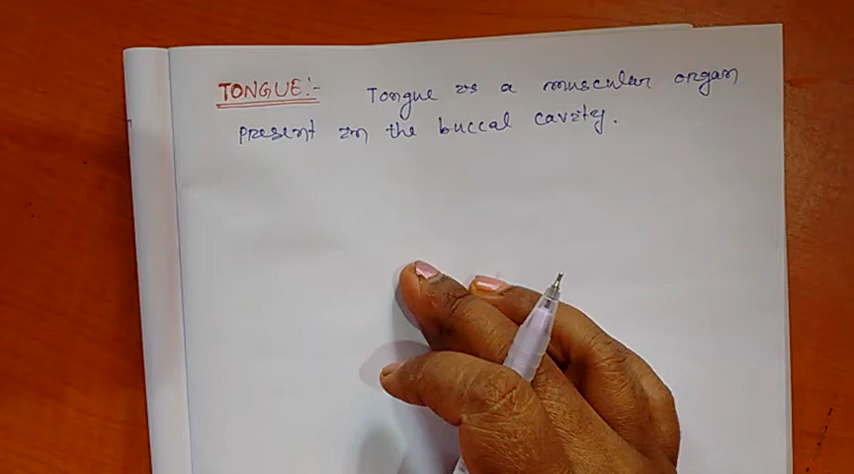 TONGUE:- Tongue is a muscular organ
present in the buccal cavity.